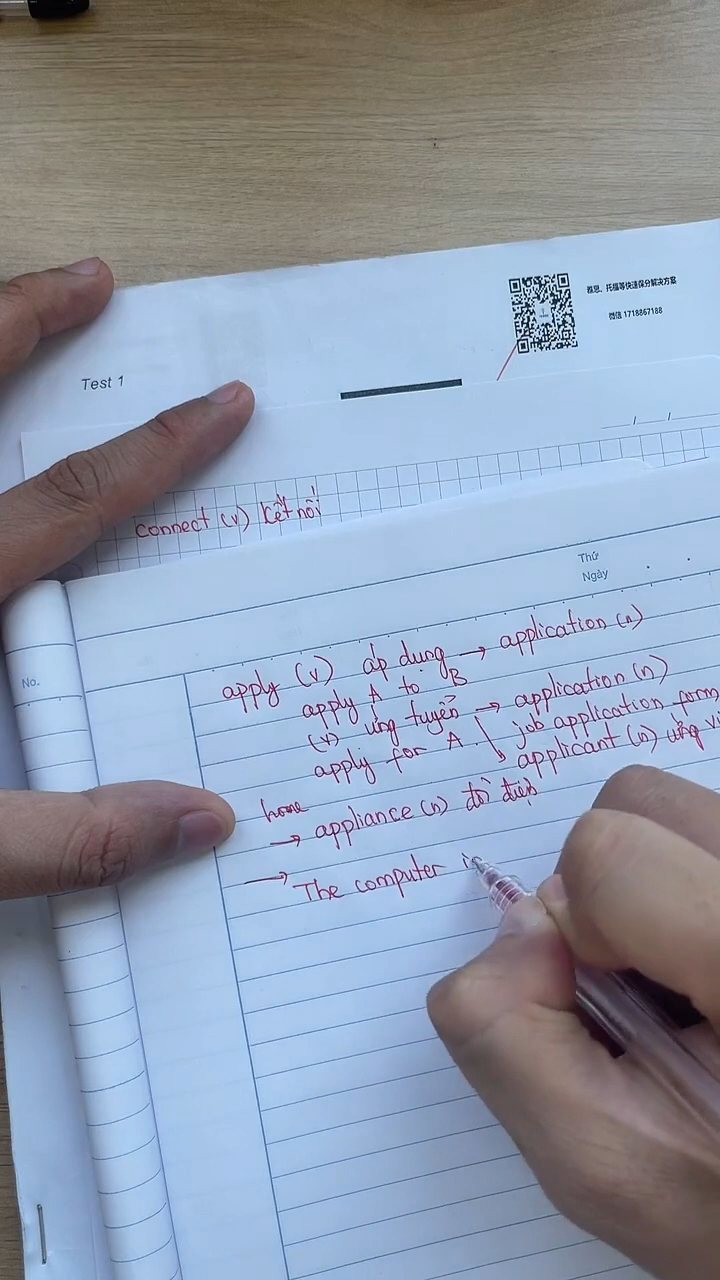 雅思、托福等快速保分解决方案
微信 1718867188
Test 1
/ /
connect (v) kết nối
Thứ
Ngày
No.
apply (v) áp dụng → application (n)
apply A to B
(v) ứng tuyển → application (n)
apply for A job application form
applicant (n) ứng vi
home
→ appliance (n) đồ điện
→ The computer is